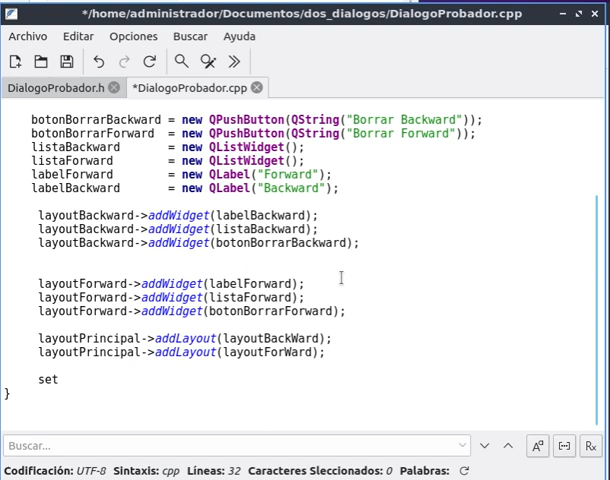 */home/administrador/Documentos/dos_dialogos/DialogoProbador.cpp
Archivo Editar Opciones Buscar Ayuda
DialogoProbador.h *DialogoProbador.cpp
botonBorrarBackward = new QPushButton(QString("Borrar Backward"));
botonBorrarForward  = new QPushButton(QString("Borrar Forward"));
listaBackward       = new QListWidget();
listaForward        = new QListWidget();
labelForward        = new QLabel("Forward");
labelBackward       = new QLabel("Backward");
layoutBackward->addWidget(labelBackward);
layoutBackward->addWidget(listaBackward);
layoutBackward->addWidget(botonBorrarBackward);
layoutForward->addWidget(labelForward);
layoutForward->addWidget(listaForward);
layoutForward->addWidget(botonBorrarForward);
layoutPrincipal->addLayout(layoutBackWard);
layoutPrincipal->addLayout(layoutForWard);
set
}
Buscar...
Codificación: UTF-8 Sintaxis: cpp Líneas: 32 Caracteres Sleccionados: 0 Palabras: